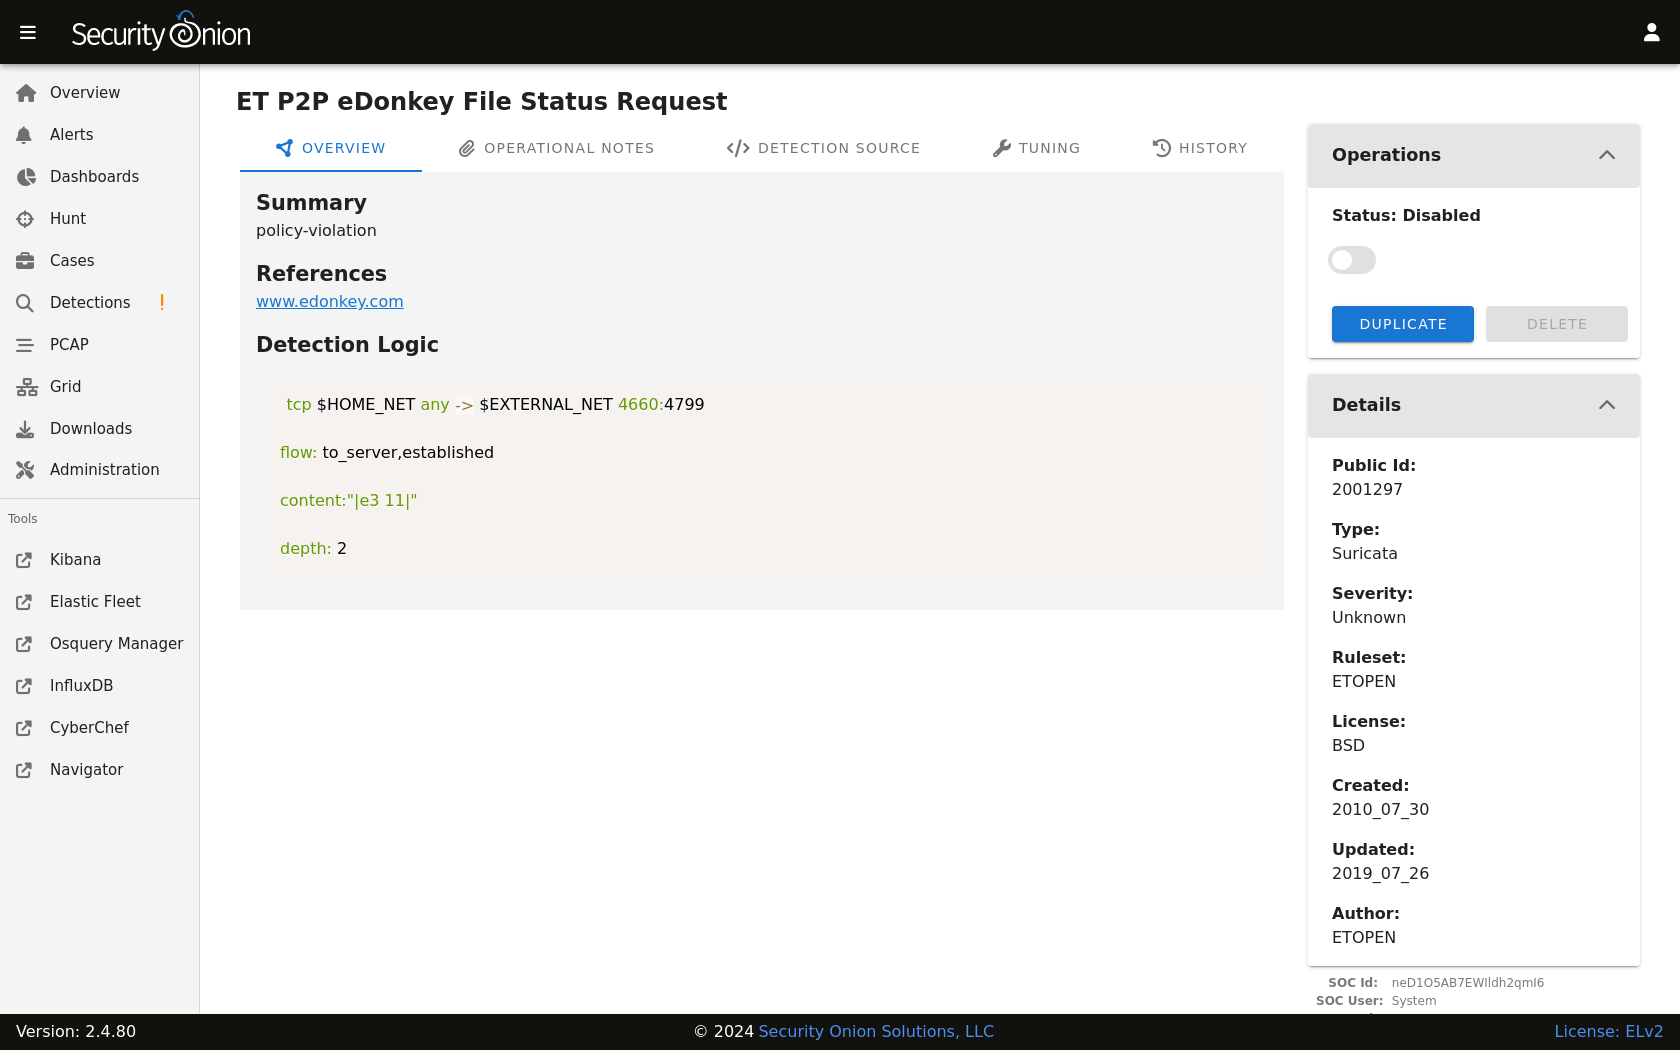 Security Onion
Overview
Alerts
Dashboards
Hunt
Cases
Detections !
PCAP
Grid
Downloads
Administration
Tools
Kibana
Elastic Fleet
Osquery Manager
InfluxDB
CyberChef
Navigator
ET P2P eDonkey File Status Request
OVERVIEW
OPERATIONAL NOTES
DETECTION SOURCE
TUNING
HISTORY
Summary
policy-violation
References
www.edonkey.com
Detection Logic
tcp $HOME_NET any -> $EXTERNAL_NET 4660:4799
flow: to_server,established
content:"|e3 11|"
depth: 2
Operations
Status: Disabled
DUPLICATE
DELETE
Details
Public Id:
2001297
Type:
Suricata
Severity:
Unknown
Ruleset:
ETOPEN
License:
BSD
Created:
2010_07_30
Updated:
2019_07_26
Author:
ETOPEN
SOC Id: neD1O5AB7EWIldh2qmI6
SOC User: System
Version: 2.4.80
© 2024 Security Onion Solutions, LLC
License: ELv2